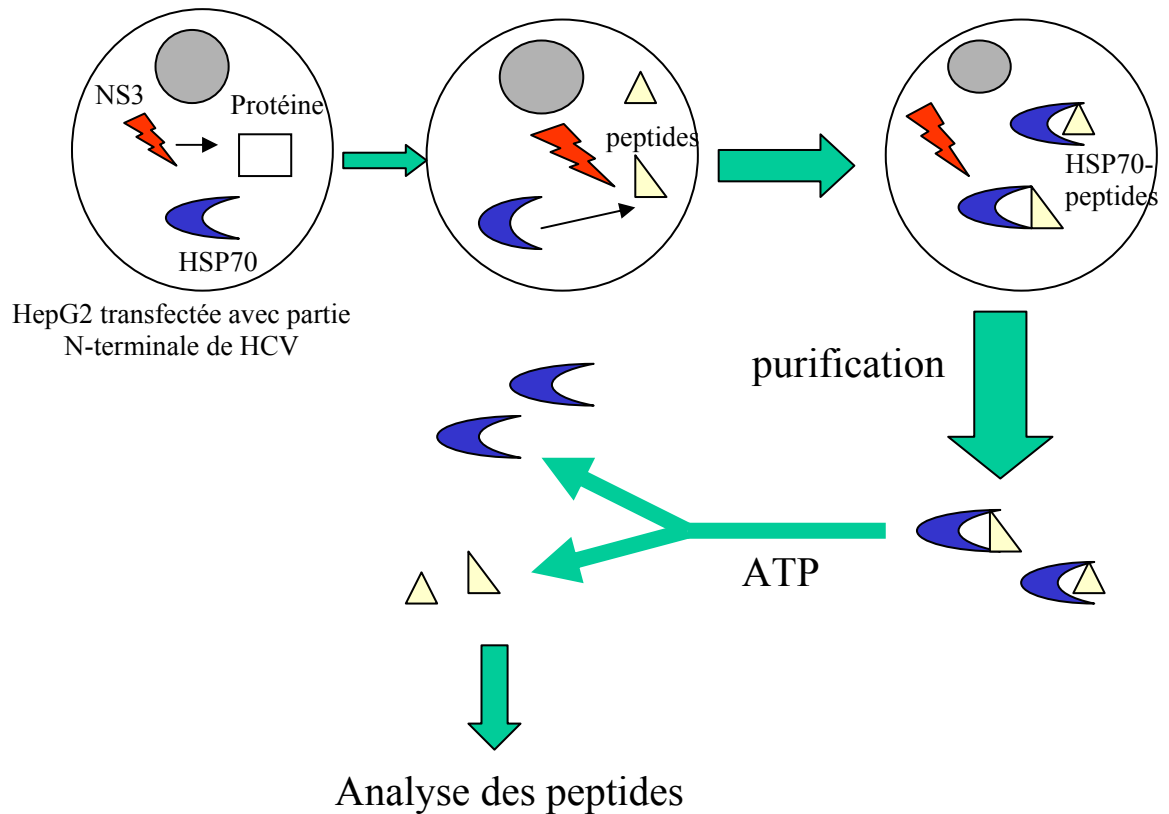 NS3
Protéine
HSP70
HepG2 transfectée avec partie
N-terminale de HCV
peptides
HSP70-
peptides
purification
ATP
Analyse des peptides